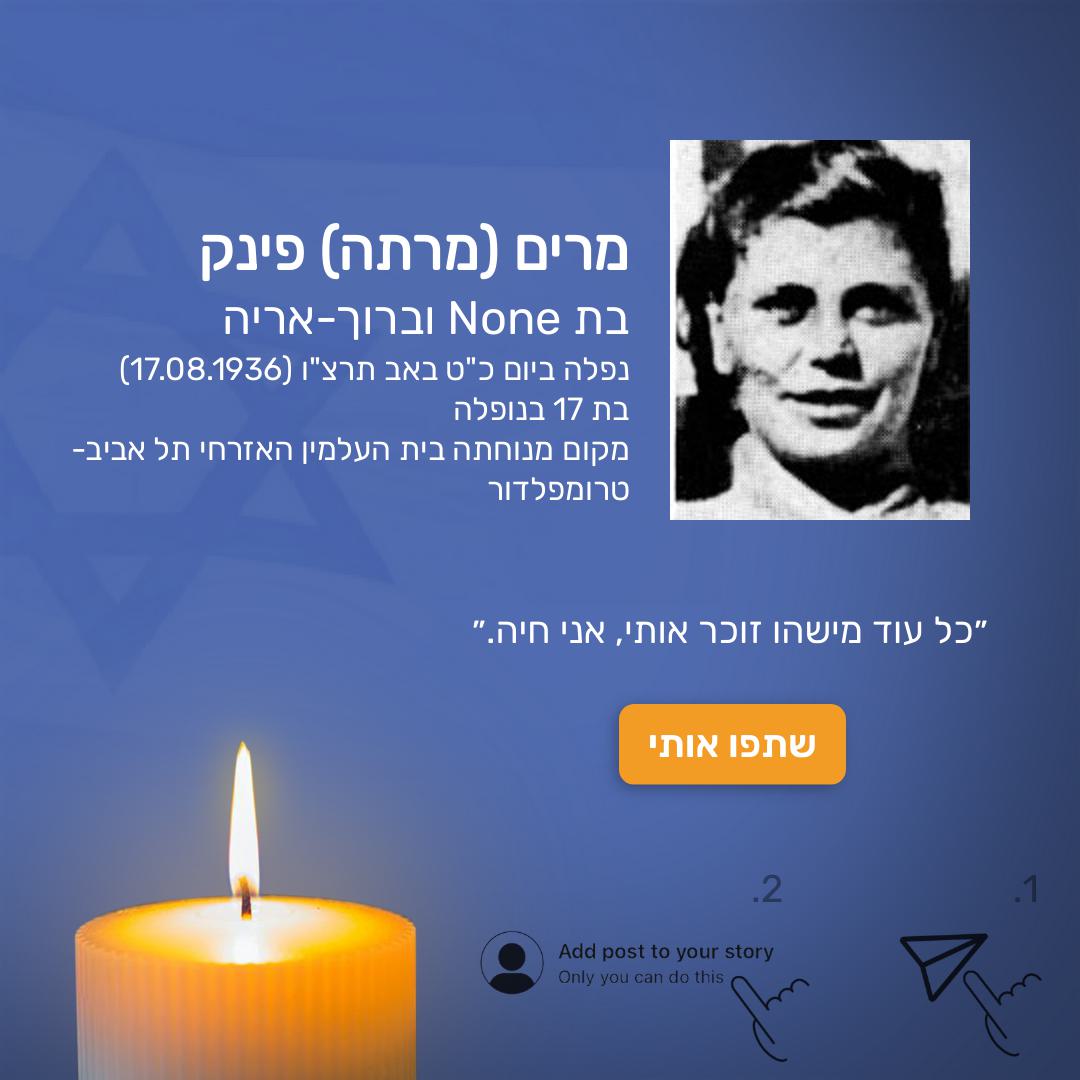 מרים (מרתה) פינק
בת None וברוך-אריה
נפלה ביום כ"ט באב תרצ"ו (17.08.1936)
בת 17 בנופלה
מקום מנוחתה בית העלמין האזרחי תל אביב-
טרומפלדור
״כל עוד מישהו זוכר אותי, אני חיה.״
שתפו אותי
1.
2.
Add post to your story
Only you can do this